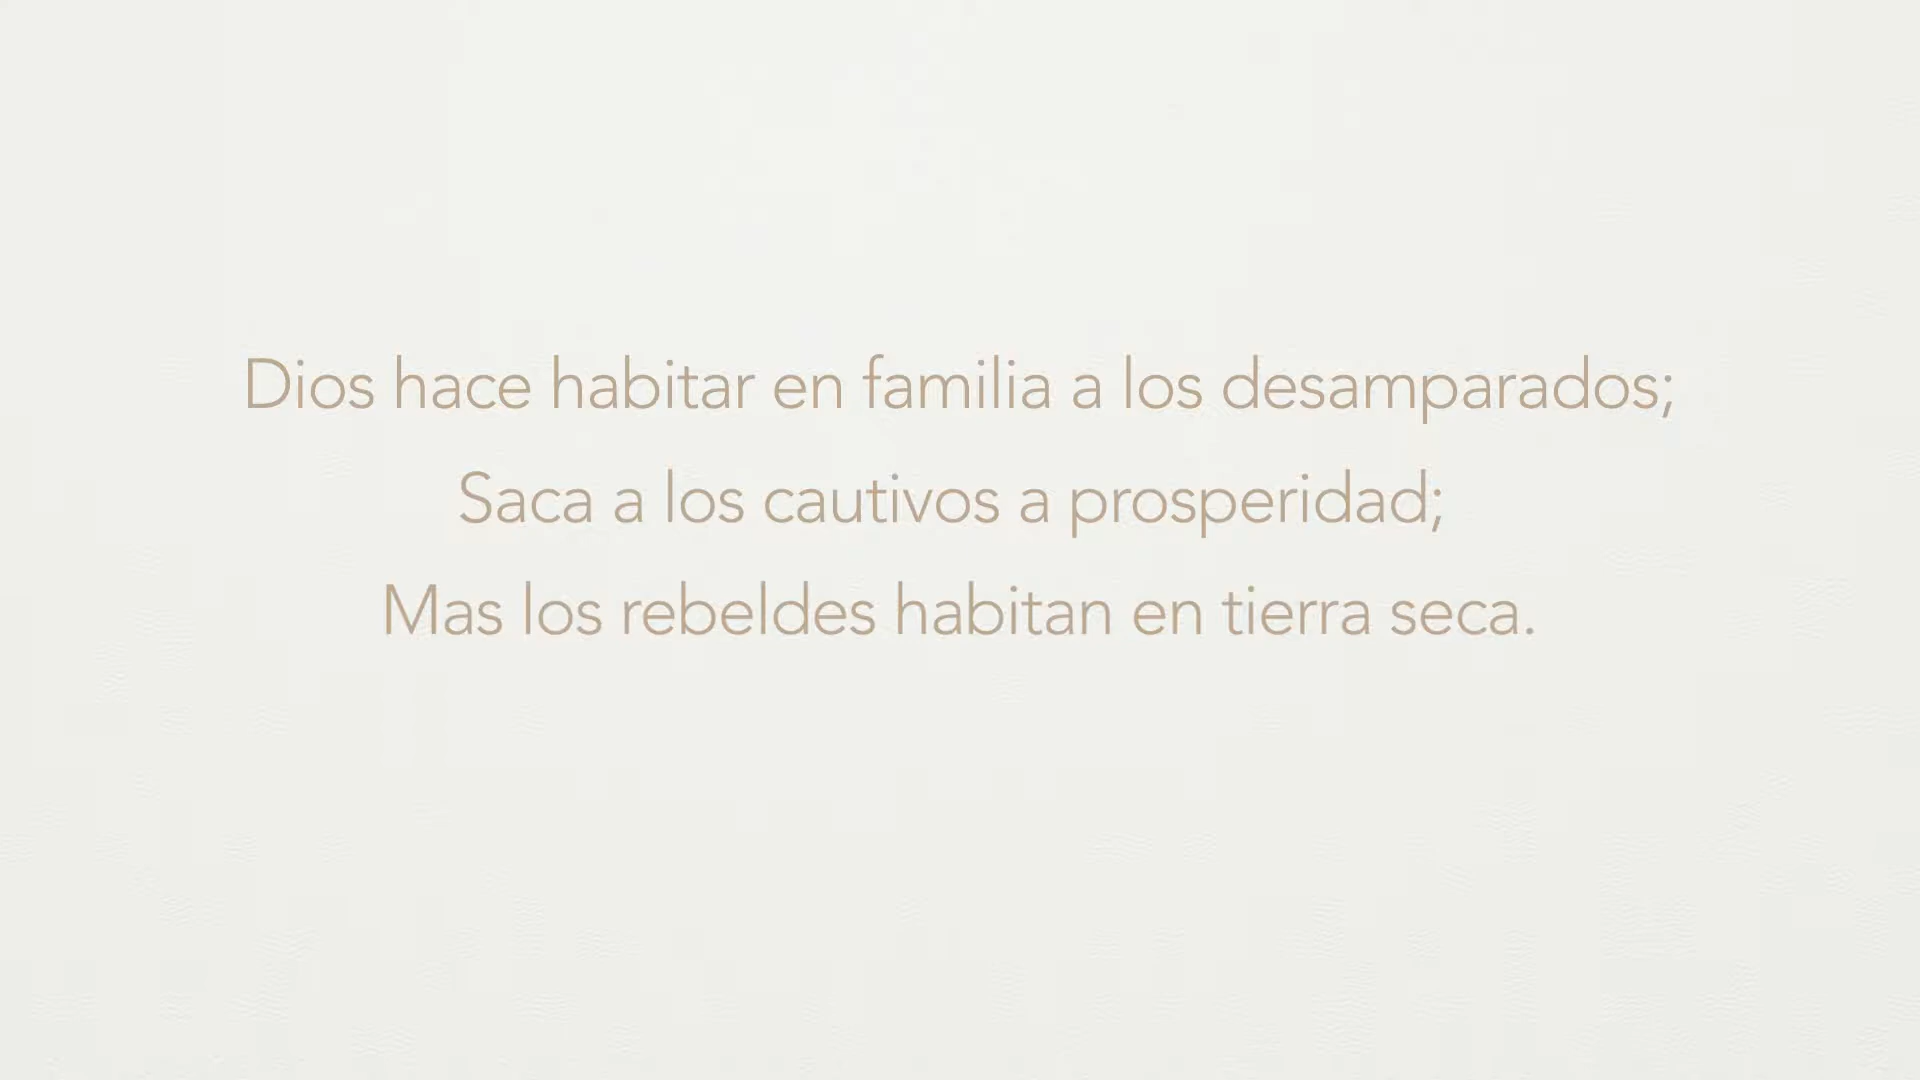 Dios hace habitar en familia a los desamparados;
Saca a los cautivos a prosperidad;
Mas los rebeldes habitan en tierra seca.